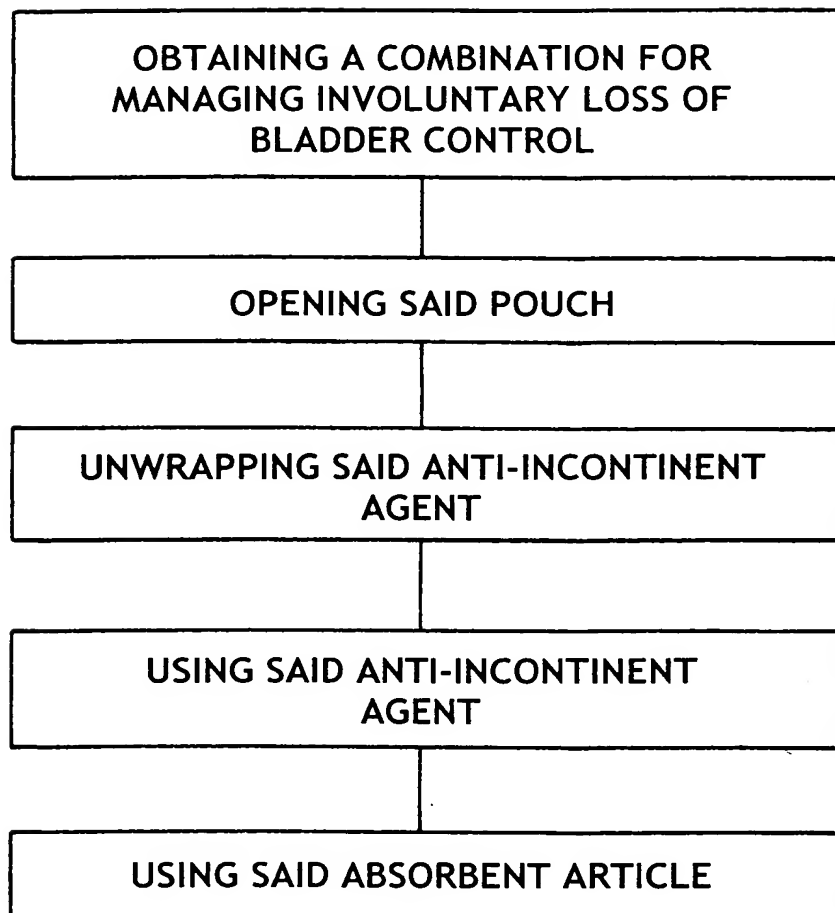 OBTAINING A COMBINATION FOR
MANAGING INVOLUNTARY LOSS OF
BLADDER CONTROL
OPENING SAID POUCH
UNWRAPPING SAID ANTI-INCONTINENT
AGENT
USING SAID ANTI-INCONTINENT
AGENT
USING SAID ABSORBENT ARTICLE